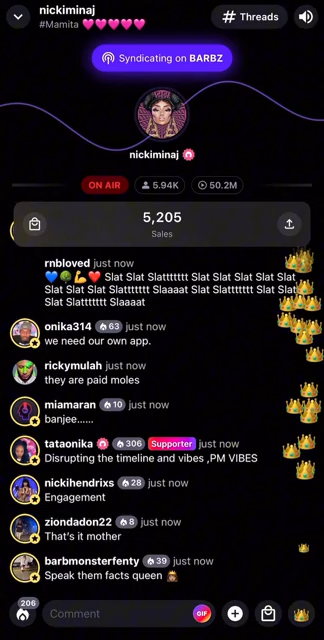 nickiminaj
#Mamita 💗💗💗💗💗
# Threads
Syndicating on BARBZ
nickiminaj
ON AIR 5.94K 50.2M
5,205
Sales
rnbloved just now
💙🥦💪❤️ Slat Slat Slattttttt Slat Slat Slat Slat Slat
Slat Slat Slat Slattttttt Slaaaat Slat Slattttttt Slat Slat
Slat Slattttttt Slaaaat
onika314 63 just now
we need our own app.
rickymulah just now
they are paid moles
miamaran 10 just now
banjee......
tataonika 306 Supporter just now
Disrupting the timeline and vibes ,PM VIBES
nickihendrixs 28 just now
Engagement
ziondadon22 8 just now
That’s it mother
barbmonsterfenty 39 just now
Speak them facts queen 👸🏾
206
Comment
GIF